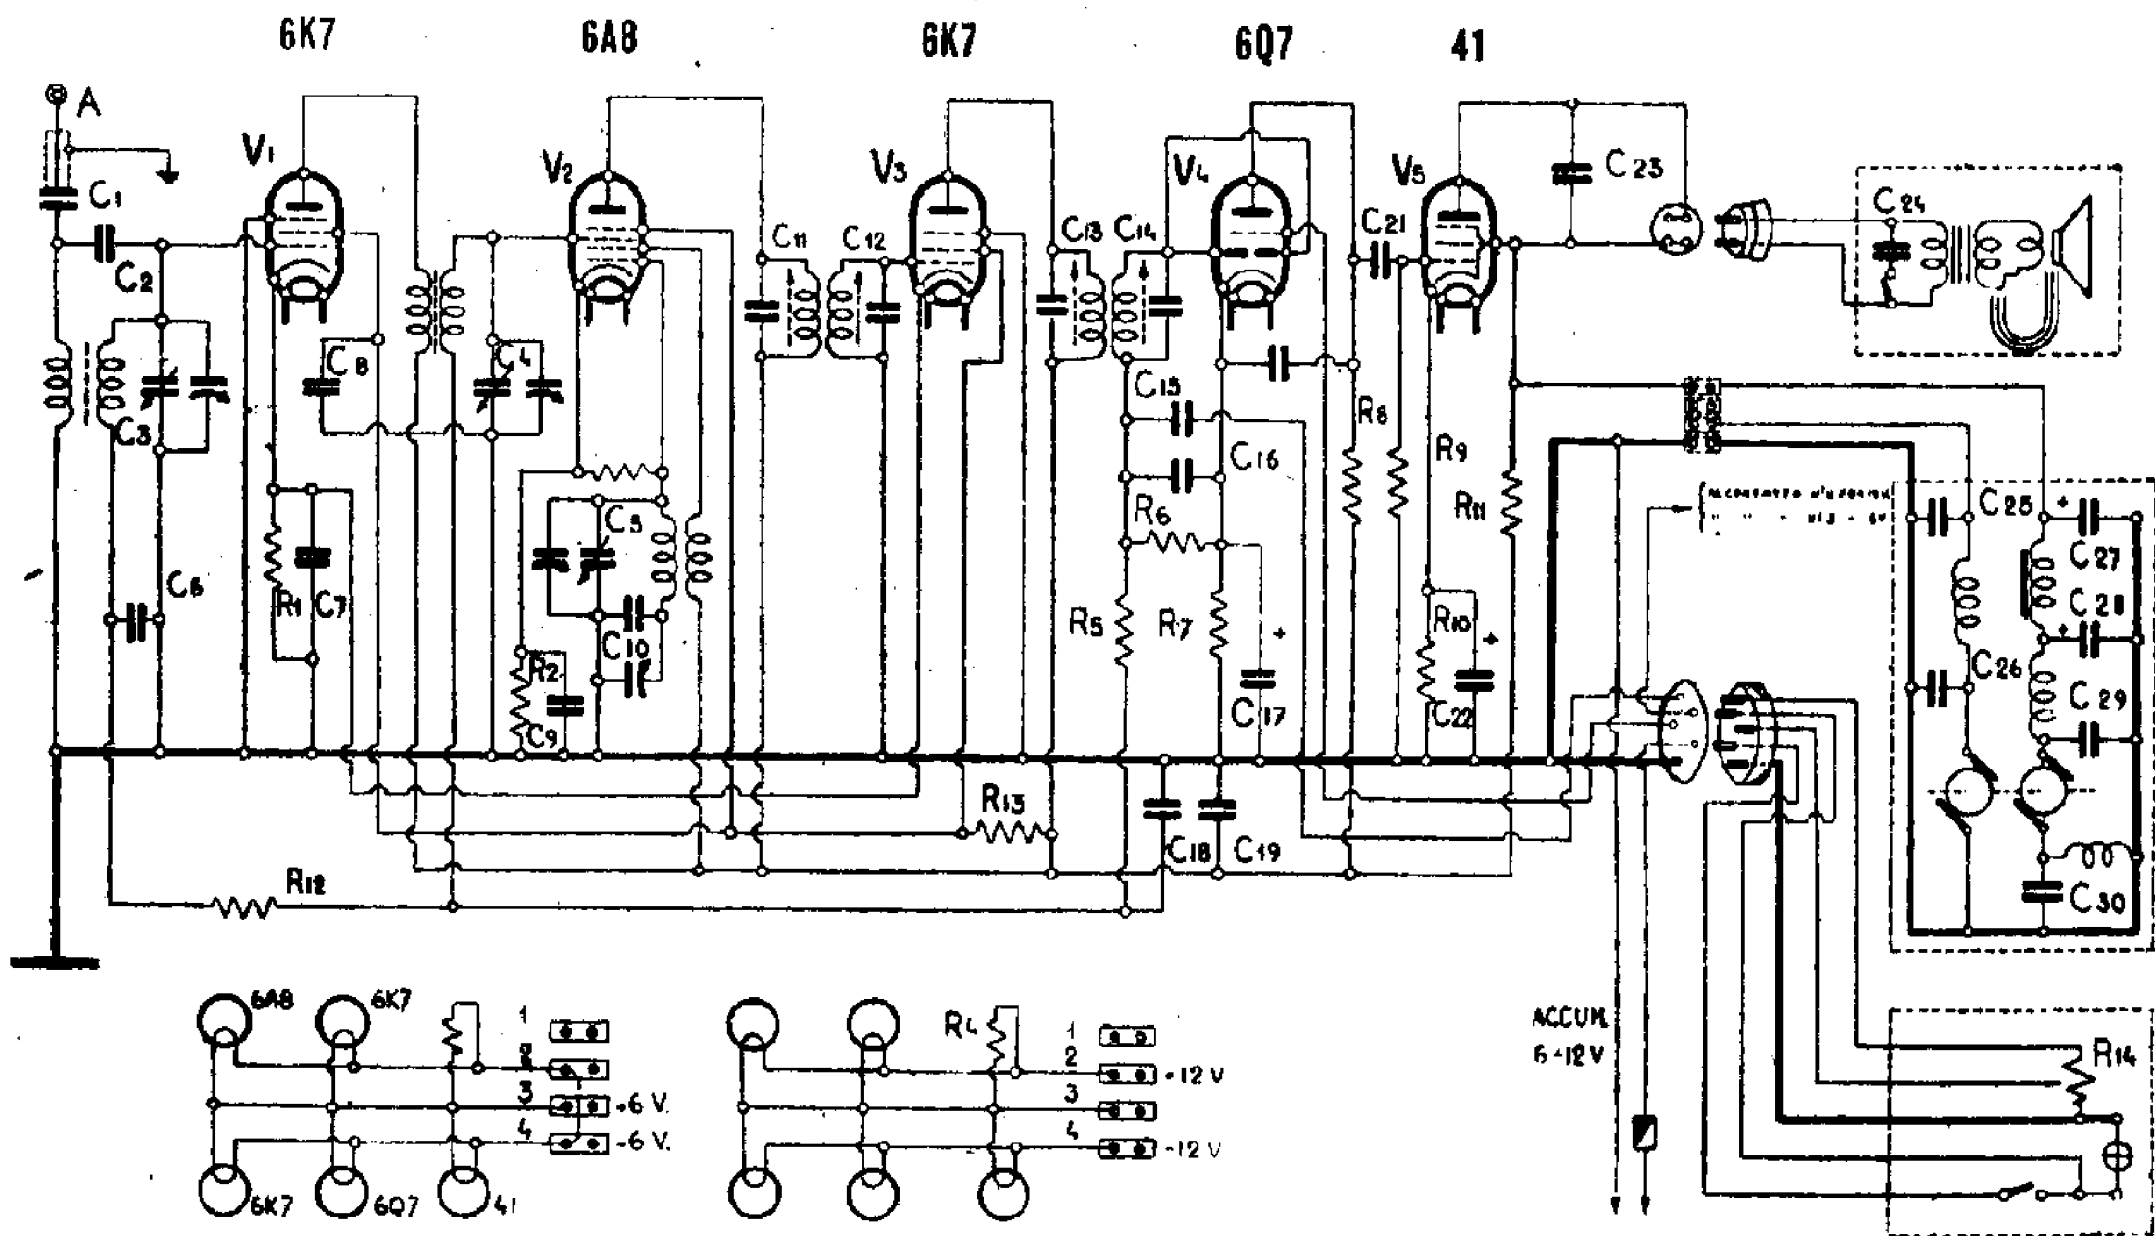 6K7 6A8 6K7 6Q7 41
A
V1 V2 V3 V4 V5
C1
C2
C3
C4
C5
C6
R1 C7
C8
R2
C9
C10
C11 C12
C13 C14
C15
C16
R5 R6 R7
C17
C18 C19
C21
R8
R9
R10
C22
R11
C23
C24
C25
C26
C27
C28
C29
C30
R12
R13
R14
ACCUM.
6-12V
6A8 6K7
1
2
3 +6 V.
4 -6 V.
6K7 6Q7 41
R4
1
2 +12 V
3
4 -12 V